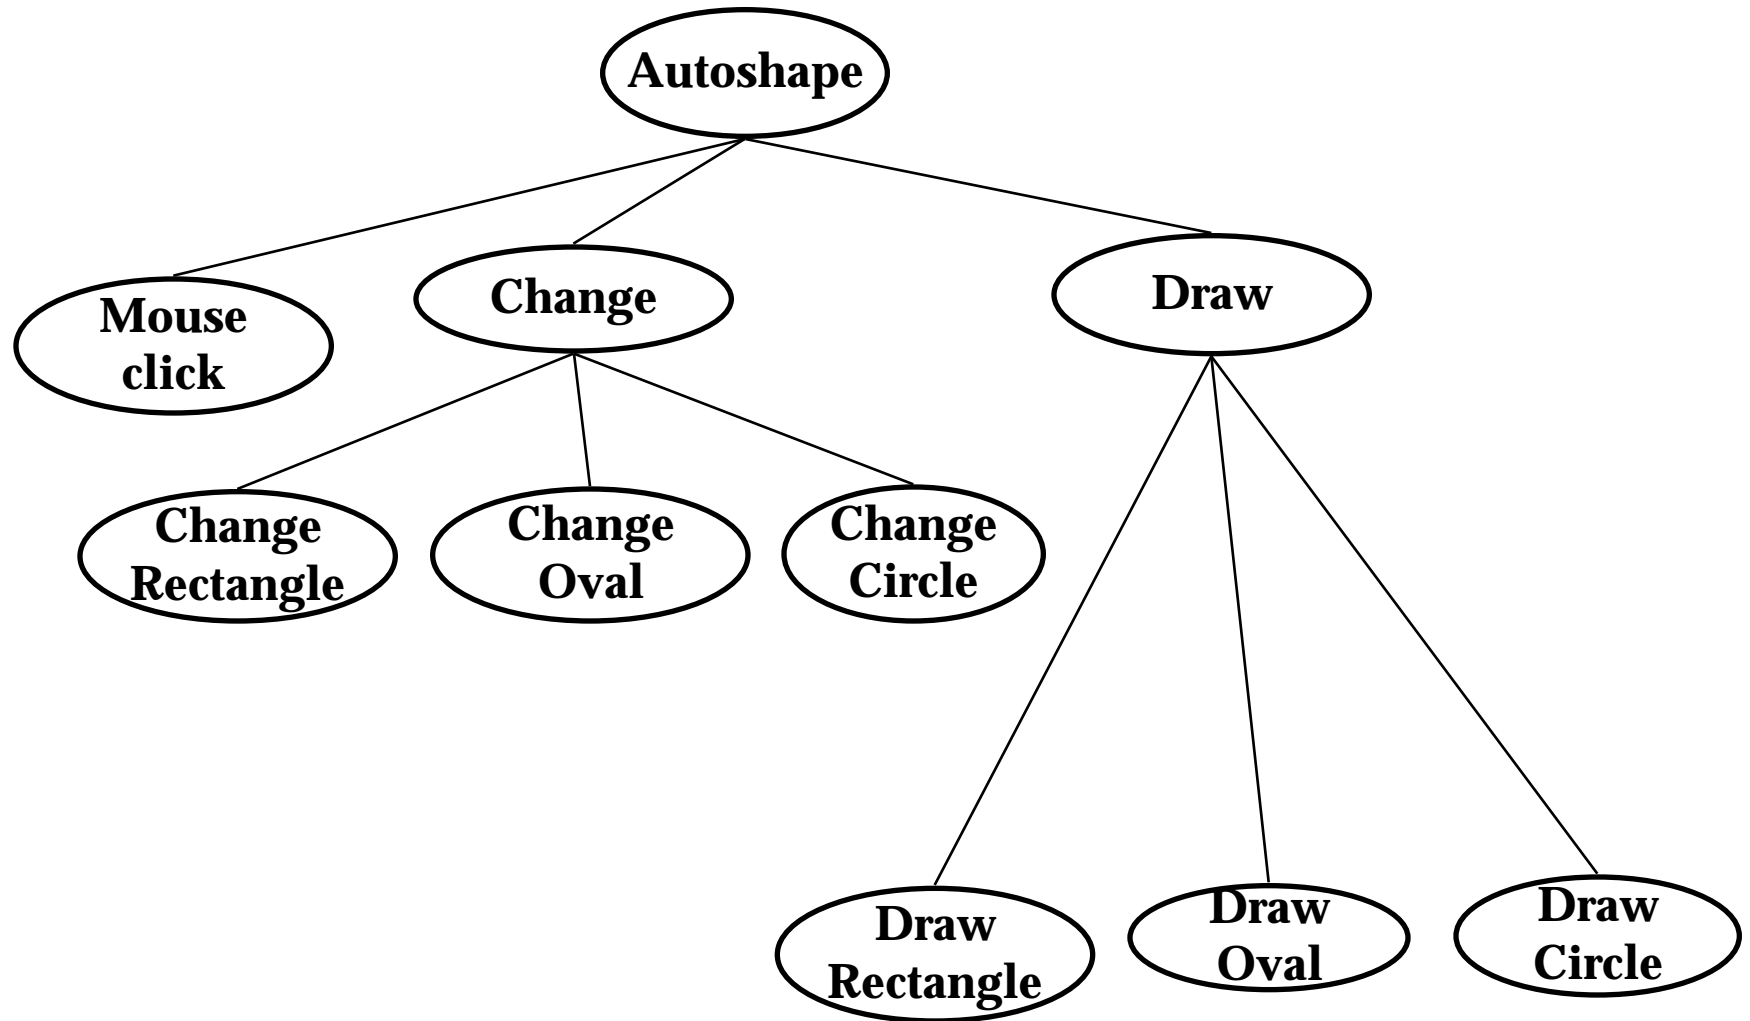 Autoshape
Mouse
click
Change
Draw
Change
Rectangle
Change
Oval
Change
Circle
Draw
Rectangle
Draw
Oval
Draw
Circle